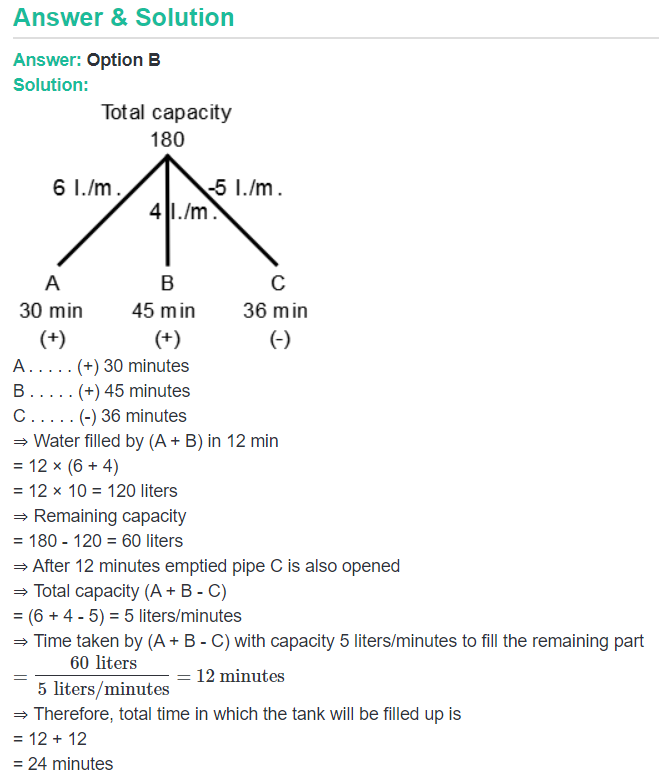 Answer & Solution
Answer: Option B
Solution:
Total capacity
180
6 l./m.
-5 l./m.
4 l./m.
A B C
30 min 45 min 36 min
(+) (+) (-)
A . . . . . (+) 30 minutes
B . . . . . (+) 45 minutes
C . . . . . (-) 36 minutes
⇒ Water filled by (A + B) in 12 min
= 12 × (6 + 4)
= 12 × 10 = 120 liters
⇒ Remaining capacity
= 180 - 120 = 60 liters
⇒ After 12 minutes emptied pipe C is also opened
⇒ Total capacity (A + B - C)
= (6 + 4 - 5) = 5 liters/minutes
⇒ Time taken by (A + B - C) with capacity 5 liters/minutes to fill the remaining part
60 liters
= 5 liters/minutes = 12 minutes
⇒ Therefore, total time in which the tank will be filled up is
= 12 + 12
= 24 minutes